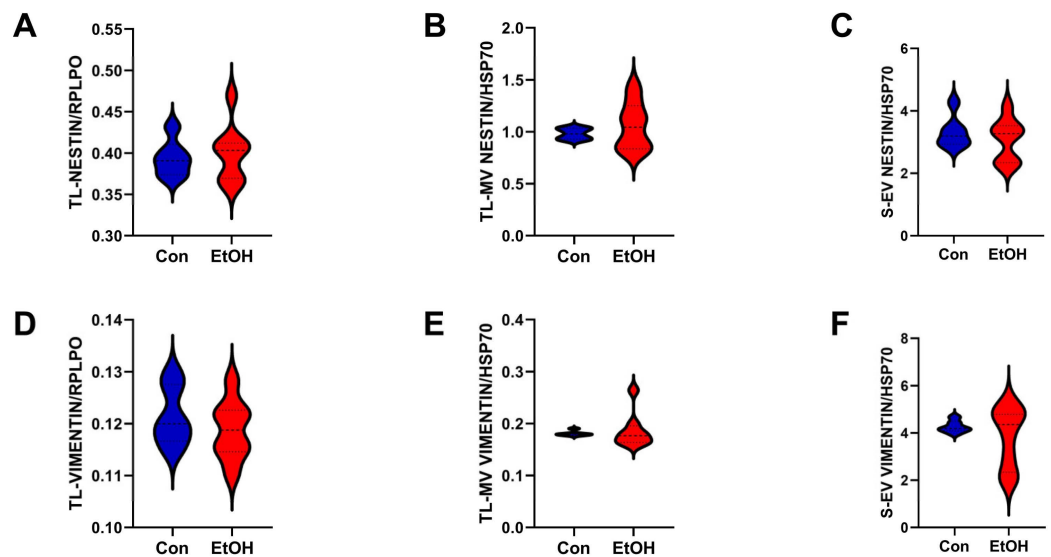 A
TL-NESTIN/RPLPO
0.55
0.50
0.45
0.40
0.35
0.30
Con
EtOH
B
TL-MV NESTIN/HSP70
2.0
1.5
1.0
0.5
0.0
Con
EtOH
C
S-EV NESTIN/HSP70
6
4
2
0
Con
EtOH
D
TL-VIMENTIN/RPLPO
0.14
0.13
0.12
0.11
0.10
Con
EtOH
E
TL-MV VIMENTIN/HSP70
0.4
0.3
0.2
0.1
0.0
Con
EtOH
F
S-EV VIMENTIN/HSP70
8
6
4
2
0
Con
EtOH